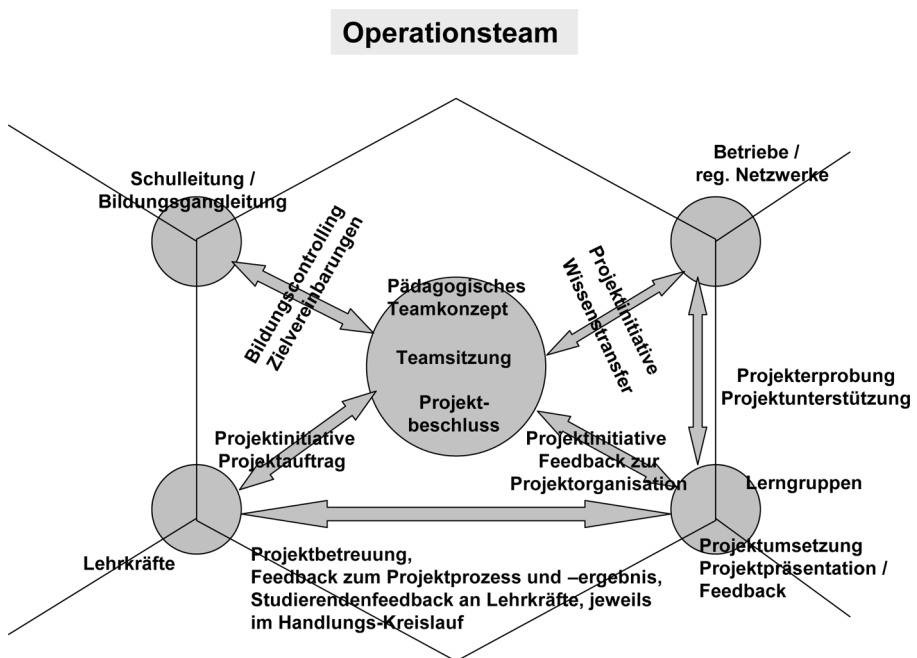 Operationsteam
Schulleitung /
Bildungsgangleitung
Betriebe /
reg. Netzwerke
Bildungscontrolling
Zielvereinbarungen
Pädagogisches
Teamkonzept
Teamsitzung
Projekt-
beschluss
Projektinitiative
Wissenstransfer
Projekterprobung
Projektunterstützung
Projektinitiative
Projektauftrag
Projektinitiative
Feedback zur
Projektorganisation
Lerngruppen
Lehrkräfte
Projektbetreuung,
Feedback zum Projektprozess und –ergebnis,
Studierendenfeedback an Lehrkräfte, jeweils
im Handlungs-Kreislauf
Projektumsetzung
Projektpräsentation /
Feedback